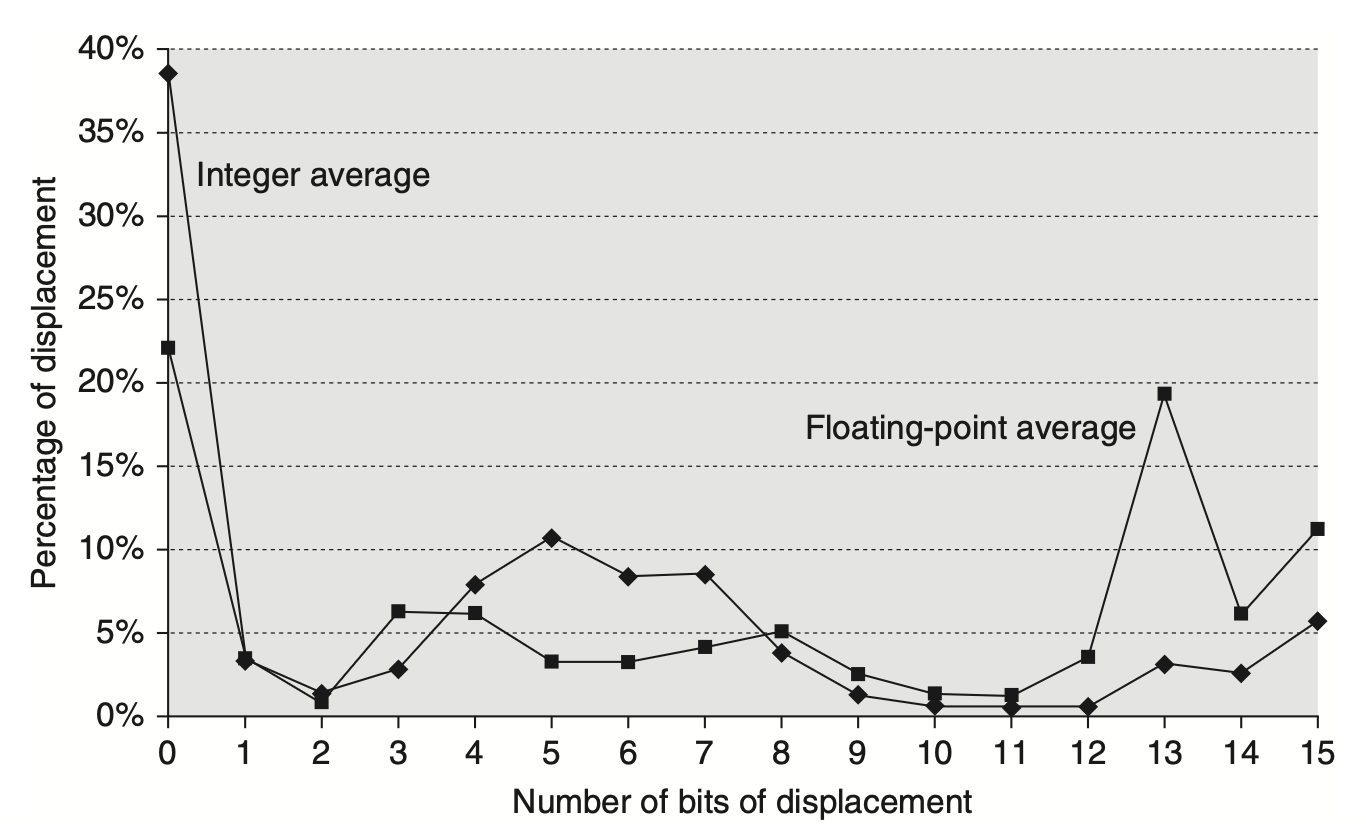 40%
35%
Integer average
30%
25%
20%
Floating-point average
15%
10%
5%
0%
Percentage of displacement
0 1 2 3 4 5 6 7 8 9 10 11 12 13 14 15
Number of bits of displacement